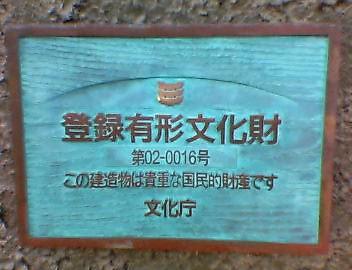 登録有形文化財
第02-0016号
この建造物は貴重な国民的財産です
文化庁